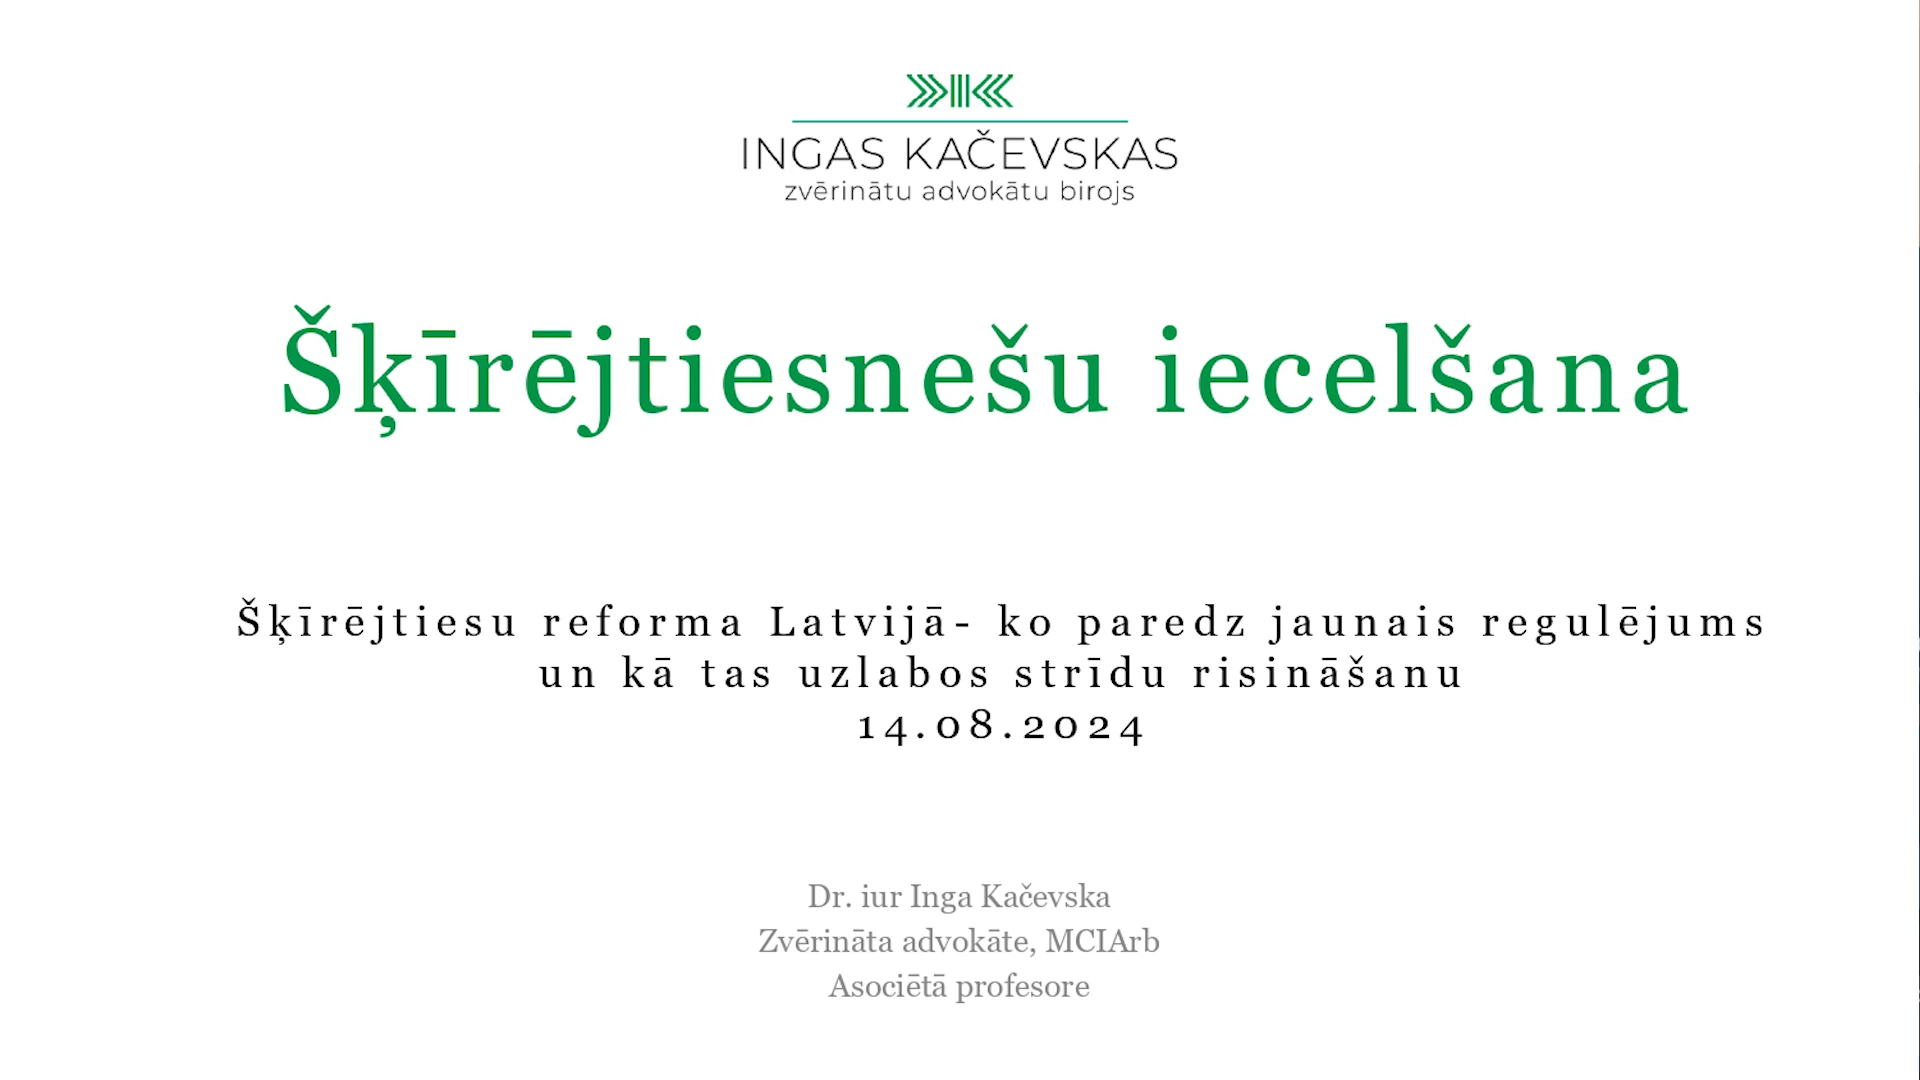 INGAS KAČEVSKAS
zvērinātu advokātu birojs
Šķīrējtiesnešu iecelšana
Šķīrējtiesu reforma Latvijā- ko paredz jaunais regulējums
un kā tas uzlabos strīdu risināšanu
14.08.2024
Dr. iur Inga Kačevska
Zvērināta advokāte, MCIArb
Asociētā profesore